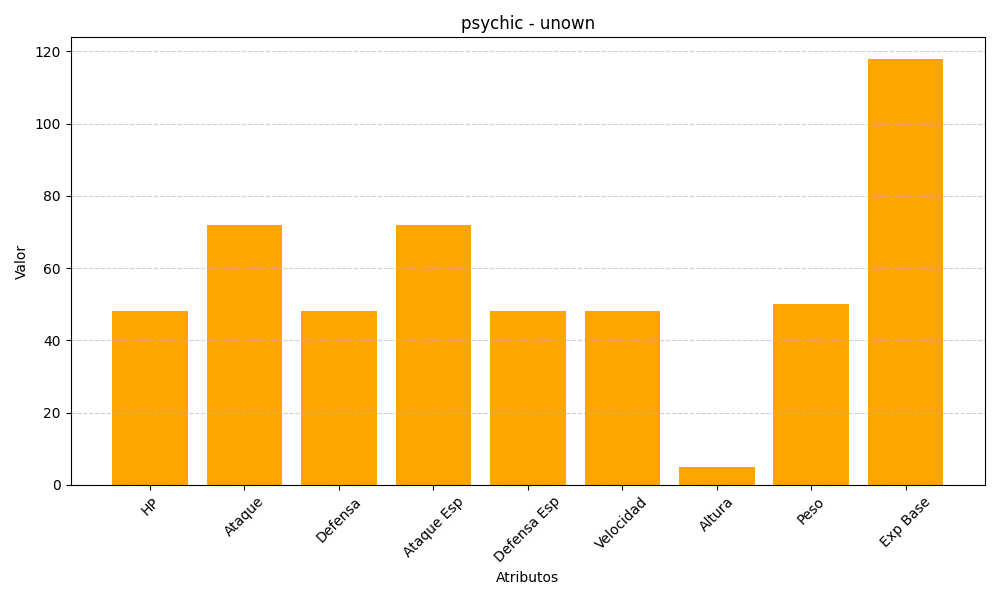 psychic - unown
Valor
120
100
80
60
40
20
0
HP
Ataque
Defensa
Ataque Esp
Defensa Esp
Velocidad
Altura
Peso
Exp Base
Atributos